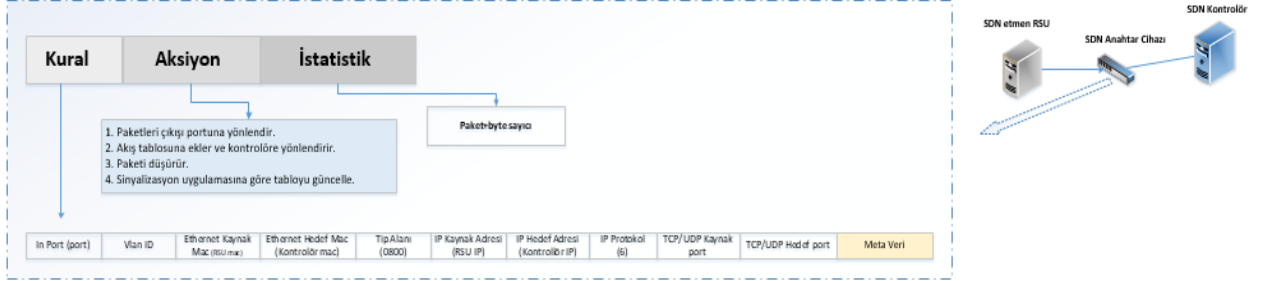 SDN Kontrolör
SDN etmen RSU
SDN Anahtar Cihazı
Kural
Aksiyon
İstatistik
1. Paketleri çıkışı portuna yönlendir.
2. Akış tablosuna ekler ve kontrolöre yönlendirir.
3. Paketi düşürür.
4. Sinyalizasyon uygulamasına göre tabloyu güncelle.
Paket+byte sayıcı
In Port (port)
Vlan ID
Ethernet Kaynak
Mac (RSU mac)
Ethernet Hedef Mac
(Kontrolör mac)
Tip Alanı
(0800)
IP Kaynak Adresi
(RSU IP)
IP Hedef Adresi
(Kontrolör IP)
IP Protokol
(6)
TCP/UDP Kaynak
port
TCP/UDP Hedef port
Meta Veri